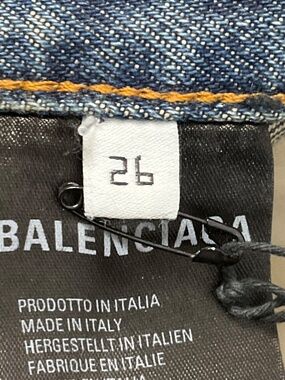 26
BALENCIAGA
PRODOTTO IN ITALIA
MADE IN ITALY
HERGESTELLT IN ITALIEN
FABRIQUE EN ITALIE